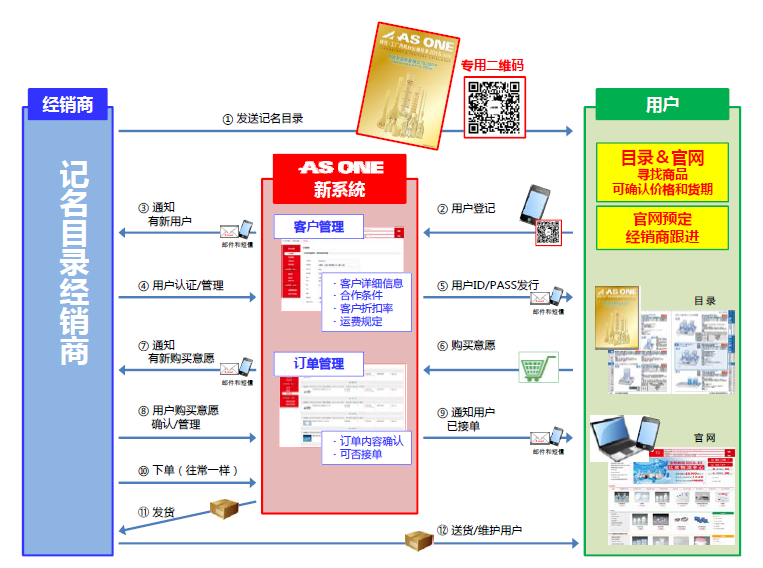 AS ONE
专用二维码
经销商
用户
① 发送记名目录
AS ONE
新系統
目录＆官网
寻找商品
可确认价格和货期
官网预定
经销商跟进
记名目录经销商
③ 通知
有新用户
邮件和短信
客户管理
② 用户登记
④ 用户认证/管理
· 客户详细信息
· 合作条件
· 客户折扣率
· 运费规定
⑤ 用户ID/PASS发行
邮件和短信
目录
⑦ 通知
有新购买意愿
邮件和短信
订单管理
⑥ 购买意愿
⑧ 用户购买意愿
确认/管理
· 订单内容确认
· 可否接单
⑨ 通知用户
已接单
邮件和短信
官网
⑩ 下单（往常一样）
⑪ 发货
⑫ 送货/维护用户